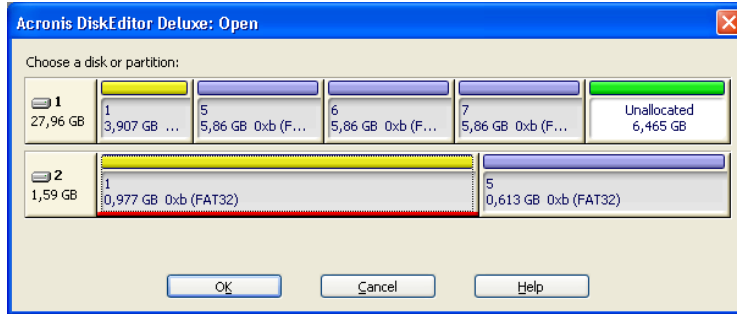 Acronis DiskEditor Deluxe: Open
Choose a disk or partition:
1
27,96 GB
1
3,907 GB ...
5
5,86 GB 0xb (F...
6
5,86 GB 0xb (F...
7
5,86 GB 0xb (F...
Unallocated
6,465 GB
2
1,59 GB
1
0,977 GB 0xb (FAT32)
5
0,613 GB 0xb (FAT32)
OK
Cancel
Help